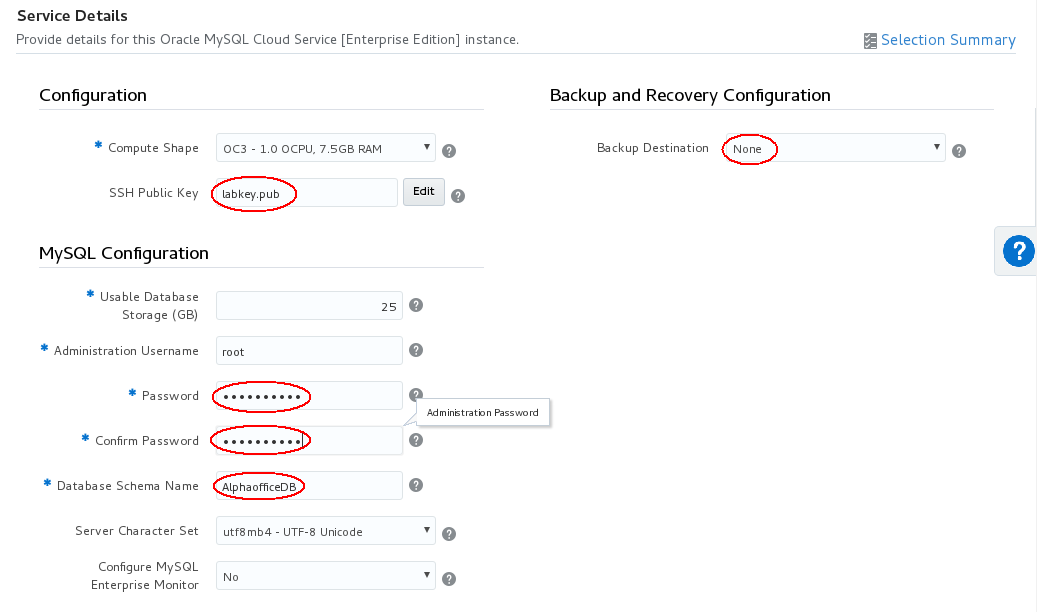 Service Details
Provide details for this Oracle MySQL Cloud Service [Enterprise Edition] instance.
Selection Summary
Configuration
* Compute Shape OC3 - 1.0 OCPU, 7.5GB RAM ▼ ?
SSH Public Key labkey.pub Edit ?
Backup and Recovery Configuration
Backup Destination None ▼ ?
?
MySQL Configuration
* Usable Database
Storage (GB) 25 ?
* Administration Username root ?
* Password •••••••••• ?
Administration Password
* Confirm Password •••••••••• ?
* Database Schema Name AlphaofficeDB ?
Server Character Set utf8mb4 - UTF-8 Unicode ▼ ?
Configure MySQL
Enterprise Monitor No ▼ ?